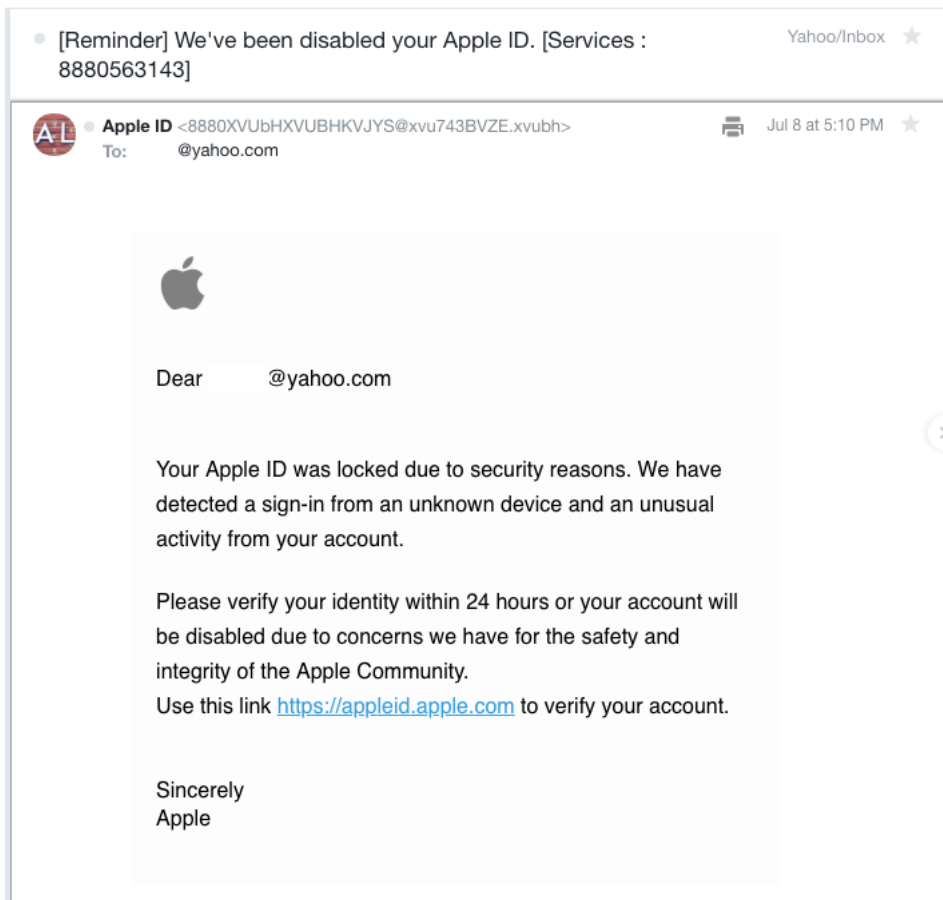 [Reminder] We've been disabled your Apple ID. [Services :
8880563143]
Yahoo/Inbox
AL
Apple ID <8880XVUbHXVUBHKVJYS@xvu743BVZE.xvubh>
Jul 8 at 5:10 PM
To: @yahoo.com
Dear @yahoo.com
Your Apple ID was locked due to security reasons. We have
detected a sign-in from an unknown device and an unusual
activity from your account.
Please verify your identity within 24 hours or your account will
be disabled due to concerns we have for the safety and
integrity of the Apple Community.
Use this link https://appleid.apple.com to verify your account.
Sincerely
Apple